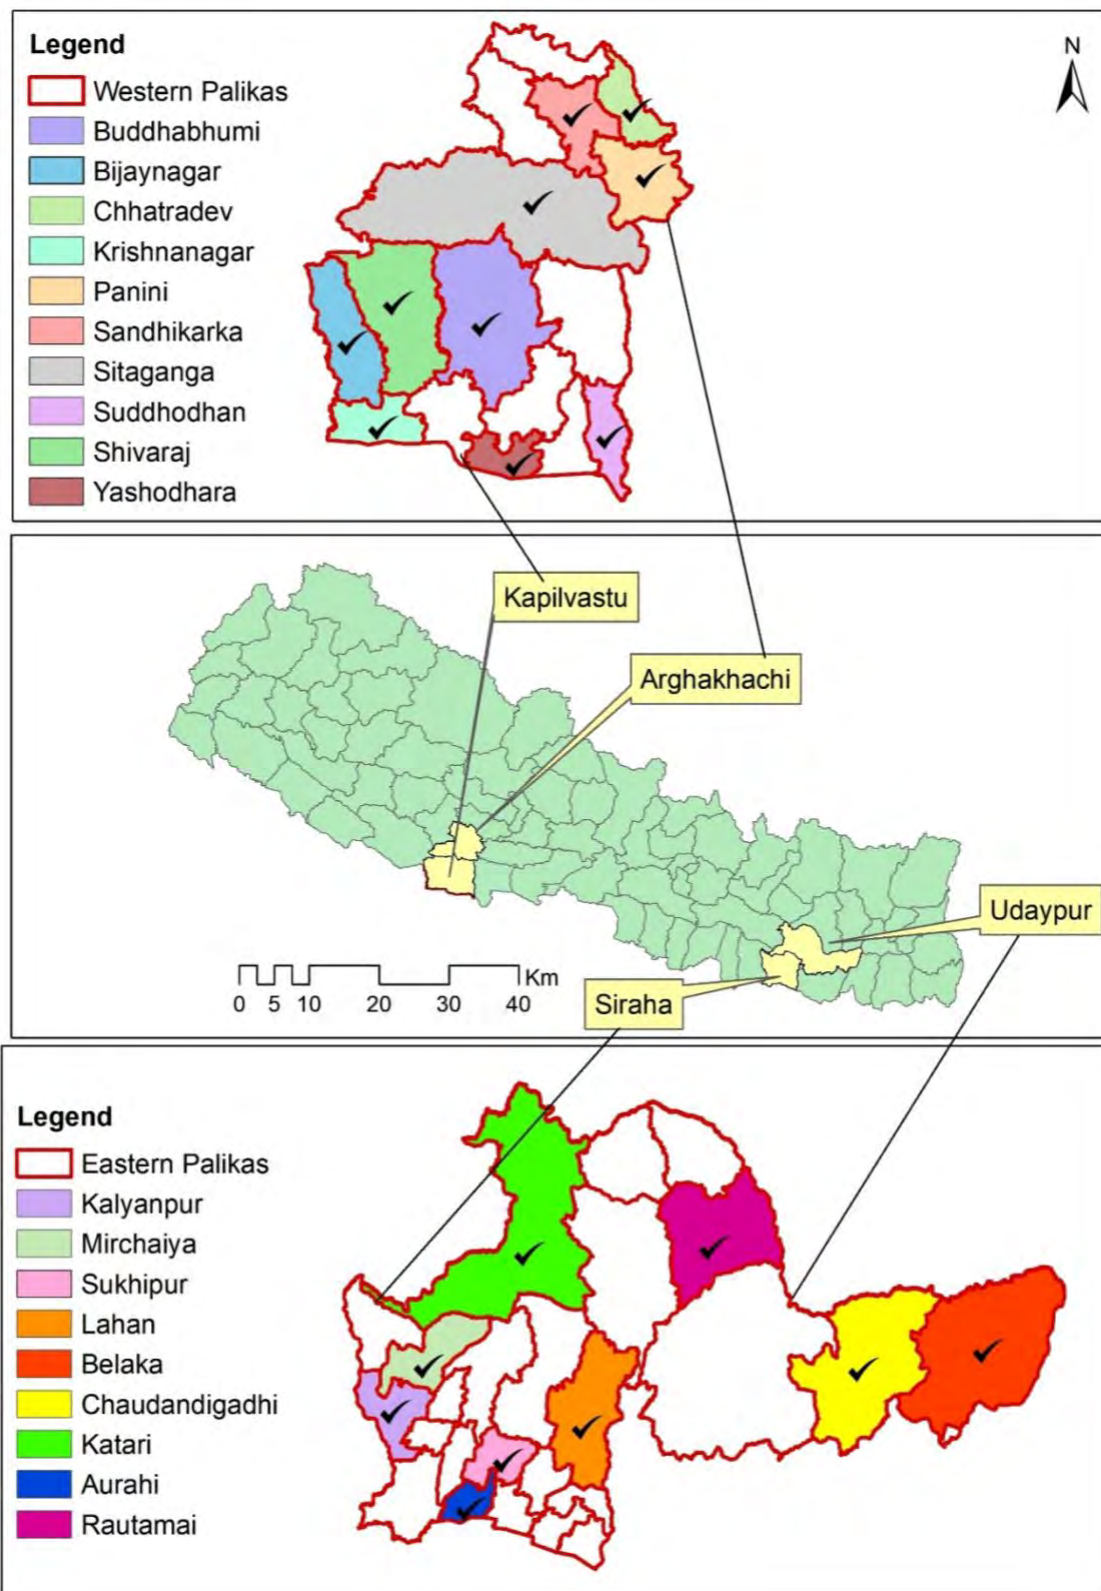 Legend
N
Western Palikas
Buddhabhumi
Bijaynagar
Chhatradev
Krishnanagar
Panini
Sandhikarka
Sitaganga
Suddhodhan
Shivaraj
Yashodhara
Kapilvastu
Arghakhachi
Udaypur
Siraha
Km
0 5 10 20 30 40
Legend
Eastern Palikas
Kalyanpur
Mirchaiya
Sukhipur
Lahan
Belaka
Chaudandigadhi
Katari
Aurahi
Rautamai